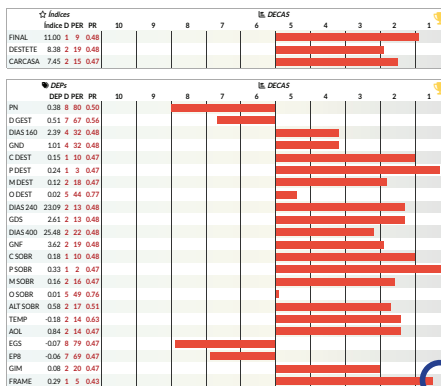 Índices DECAS
Índice D PER PR 10 9 8 7 6 5 4 3 2 1
FINAL 11.00 1 9 0.48
DESTETE 8.38 2 19 0.48
CARCASA 7.45 2 15 0.47
DEPs DECAS
DEP D PER PR 10 9 8 7 6 5 4 3 2 1
PN 0.38 8 80 0.50
D GEST 0.51 7 67 0.56
DIAS 160 2.39 4 32 0.48
GND 1.01 4 32 0.48
C DEST 0.15 1 10 0.47
P DEST 0.24 1 3 0.47
M DEST 0.12 2 18 0.47
O DEST 0.02 5 44 0.77
DIAS 240 23.09 2 13 0.48
GDS 2.61 2 13 0.48
DIAS 400 25.48 2 22 0.48
GNF 3.62 2 19 0.48
C SOBR 0.18 1 10 0.48
P SOBR 0.33 1 2 0.47
M SOBR 0.16 2 16 0.47
O SOBR 0.01 5 49 0.76
ALT SOBR 0.58 2 17 0.51
TEMP -0.18 2 14 0.63
AOL 0.84 2 14 0.47
EGS -0.07 8 79 0.47
EP8 -0.06 7 69 0.47
GIM 0.08 2 20 0.47
FRAME 0.29 1 5 0.43